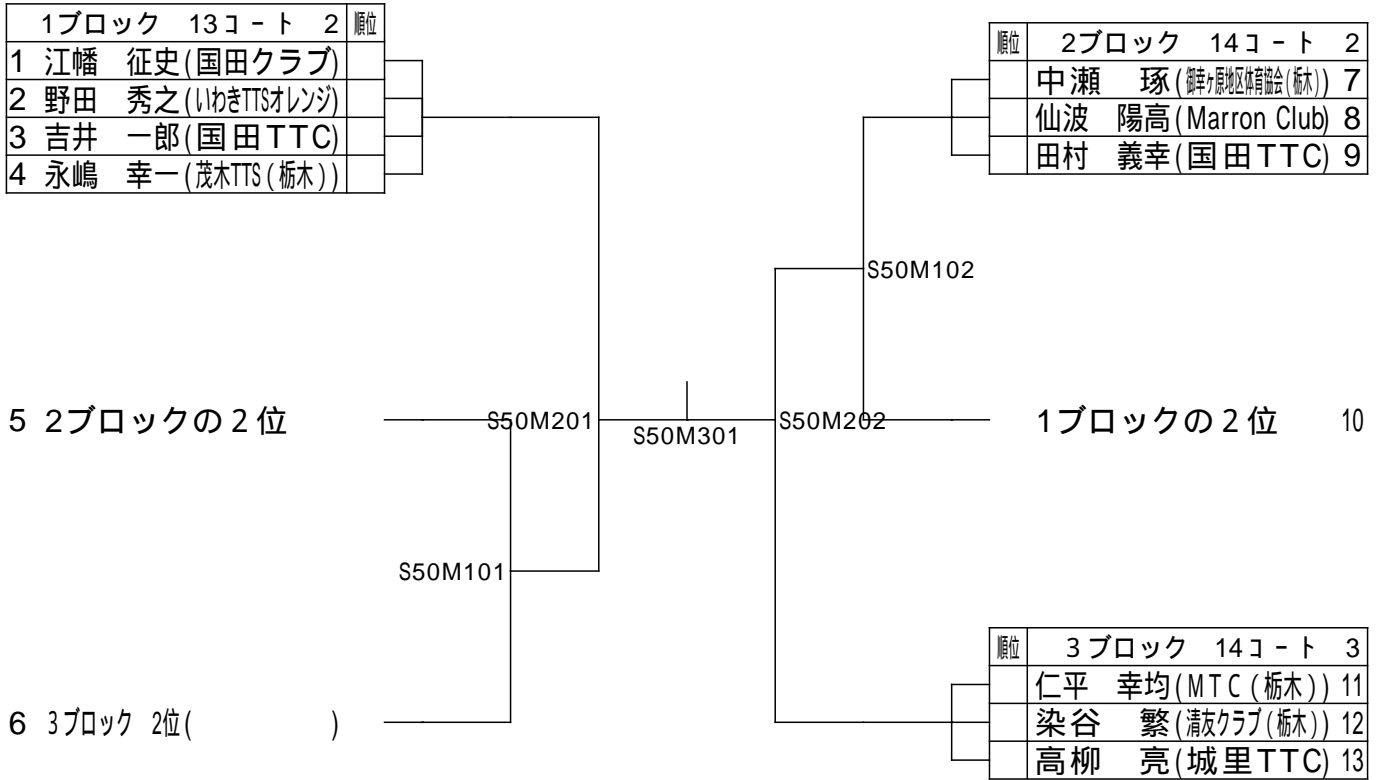 1ブロック 13コート 2 順位
1 江幡 征史(国田クラブ)
2 野田 秀之(いわきTTSオレンジ)
3 吉井 一郎(国田TTC)
4 永嶋 幸一(茂木TTS(栃木))
順位 2ブロック 14コート 2
中瀬 琢(御幸ヶ原地区体育協会(栃木)) 7
仙波 陽高(Marron Club) 8
田村 義幸(国田TTC) 9
S50M102
5 2ブロックの2位
S50M201
S50M301
S50M202
1ブロックの2位 10
S50M101
6 3ブロック 2位( )
順位 3ブロック 14コート 3
仁平 幸均(MTC(栃木)) 11
染谷 繁(清友クラブ(栃木)) 12
高柳 亮(城里TTC) 13